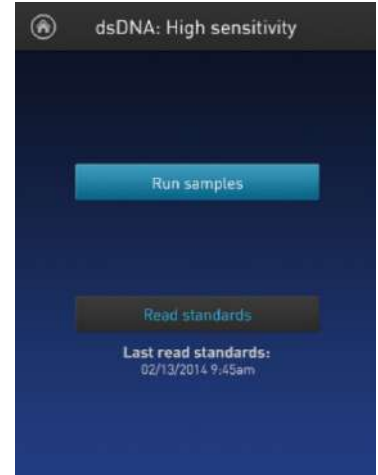 dsDNA: High sensitivity
Run samples
Read standards
Last read standards:
02/13/2014 9:45am